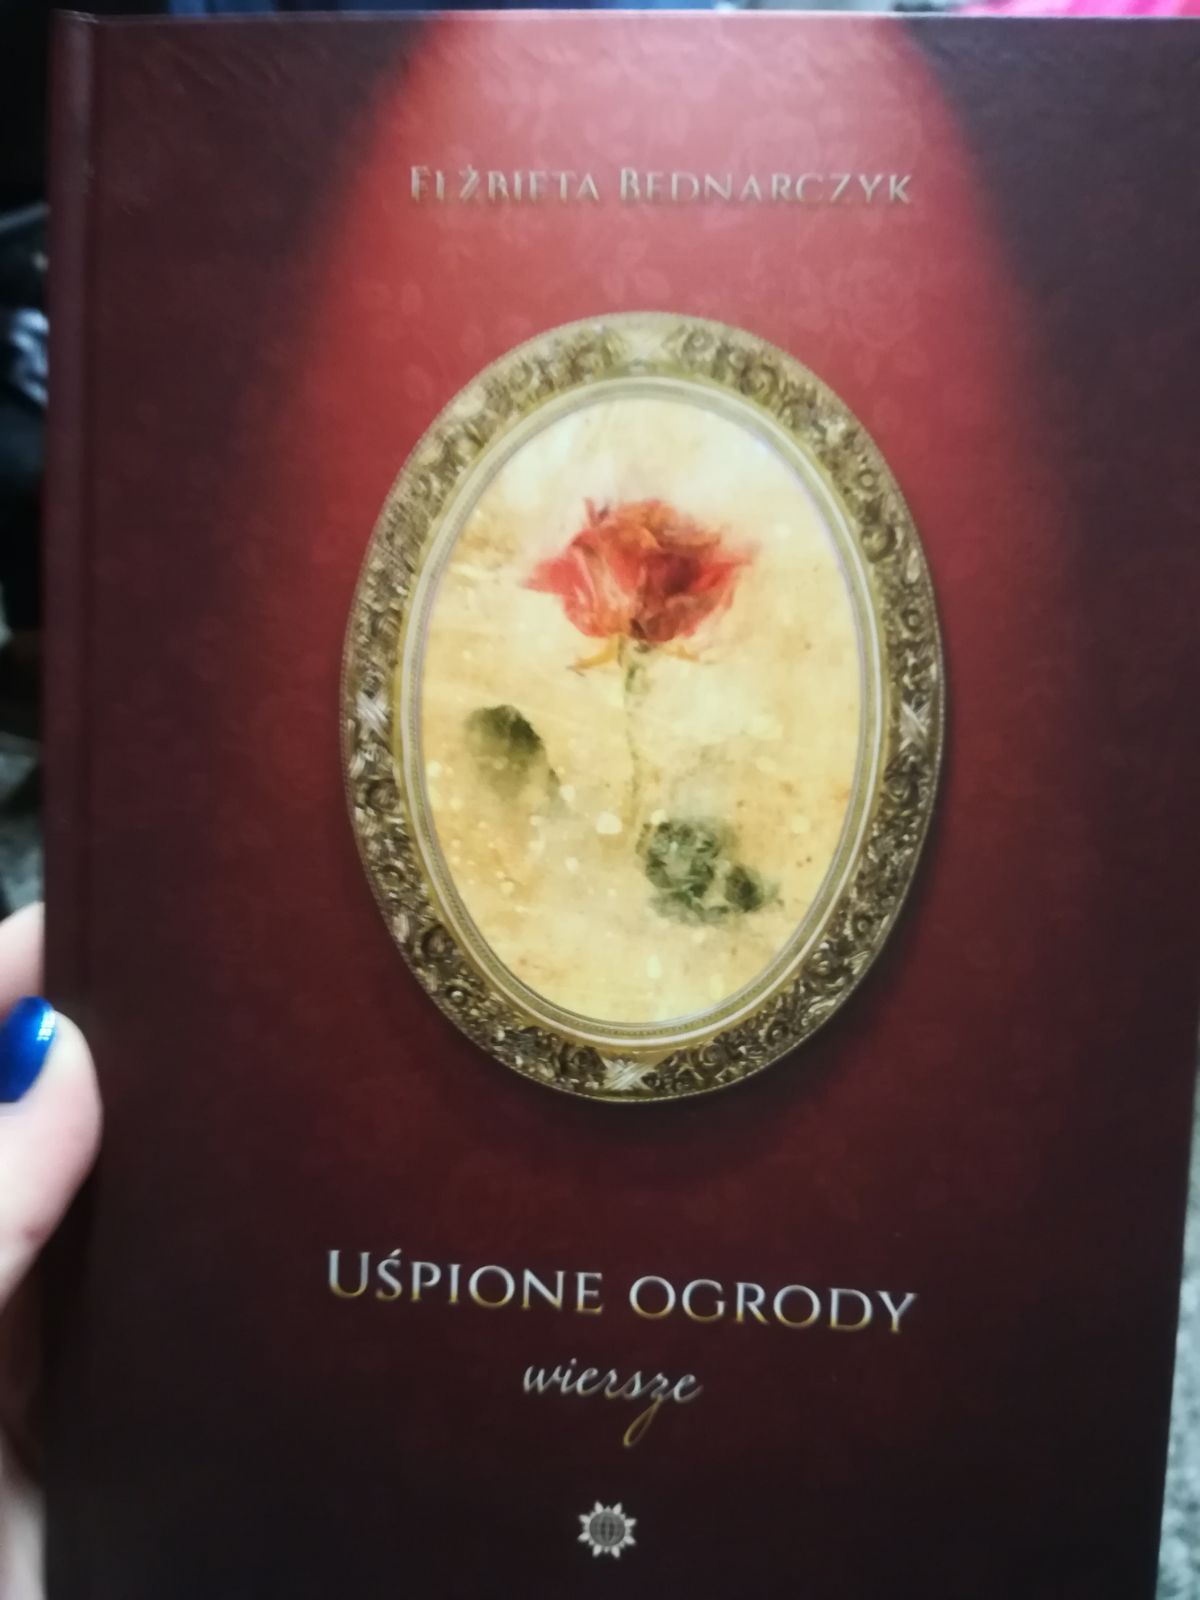 Elżbieta Bednarczyk
Uśpione ogrody
wiersze